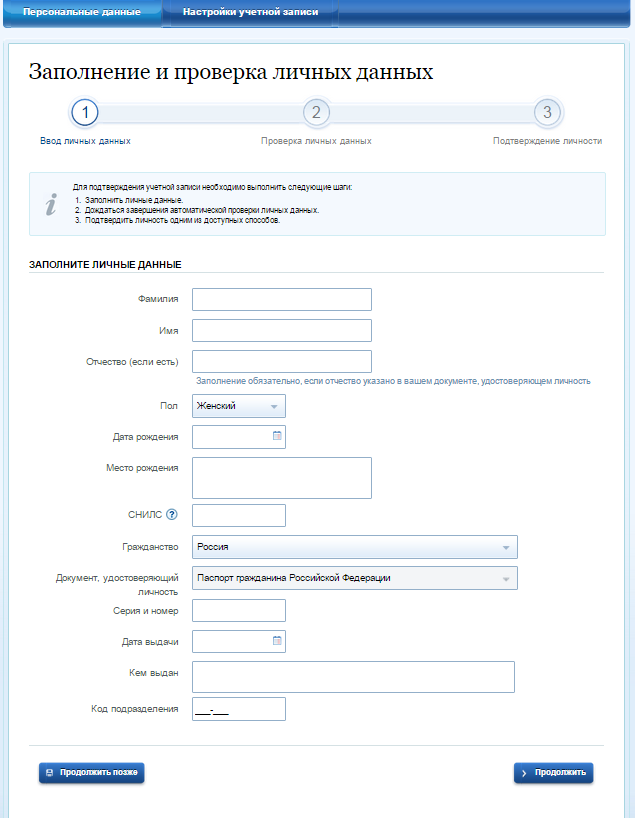 Персональные данные
Настройки учетной записи
Заполнение и проверка личных данных
1
2
3
Ввод личных данных
Проверка личных данных
Подтверждение личности
Для подтверждения учетной записи необходимо выполнить следующие шаги:
1. Заполнить личные данные.
2. Дождаться завершения автоматической проверки личных данных.
3. Подтвердить личность одним из доступных способов.
ЗАПОЛНИТЕ ЛИЧНЫЕ ДАННЫЕ
Фамилия
Имя
Отчество (если есть)
Заполнение обязательно, если отчество указано в вашем документе, удостоверяющем личность
Пол
Женский
Дата рождения
Место рождения
СНИЛС ?
Гражданство
Россия
Документ, удостоверяющий
личность
Паспорт гражданина Российской Федерации
Серия и номер
Дата выдачи
Кем выдан
Код подразделения
___-___
Продолжить позже
Продолжить